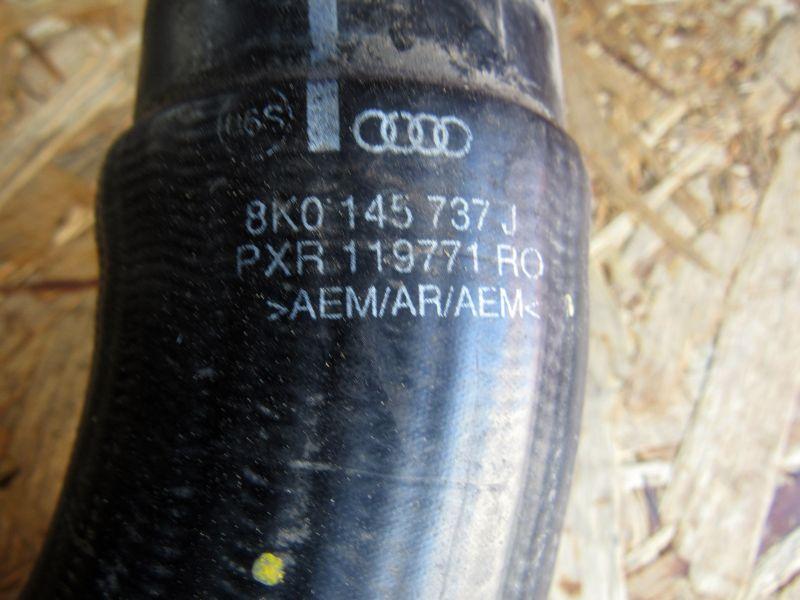 8K0 145 737 J
PXR 119771 RO
>AEM/AR/AEM<